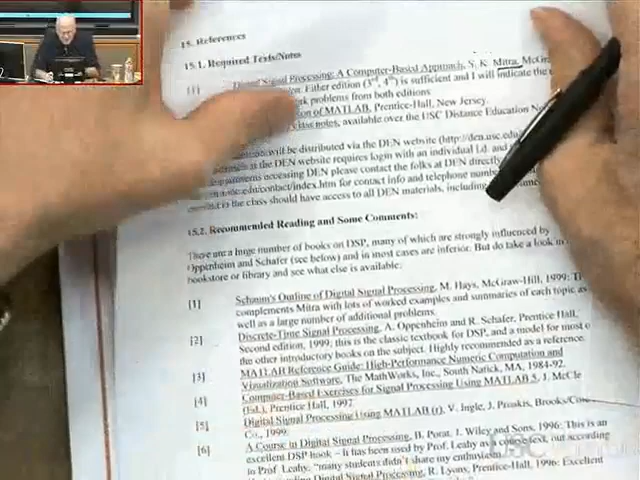 15. References
15.1. Required Texts/Notes
[1] Digital Signal Processing: A Computer-Based Approach, S. K. Mitra, McGra
Either edition (3rd, 4th) is sufficient and I will indicate the
problems from both editions
of MATLAB, Prentice-Hall, New Jersey.
class notes, available over the USC Distance Education
will be distributed via the DEN website (http://den.usc.edu
at the DEN website requires login with an individual I.d. and
accessing DEN please contact the folks at DEN directly
contact/index.htm for contact info and telephone
in the class should have access to all DEN materials, including
15.2. Recommended Reading and Some Comments:
There are a huge number of books on DSP, many of which are strongly influenced by
Oppenheim and Schafer (see below) and in most cases are inferior. But do take a look in
bookstore or library and see what else is available:
[1] Schaum's Outline of Digital Signal Processing, M. Hays, McGraw-Hill, 1999: T
complements Mitra with lots of worked examples and summaries of each topic as
well as a large number of additional problems.
[2] Discrete-Time Signal Processing, A. Oppenheim and R. Schafer, Prentice Hall,
Second edition, 1999; this is the classic textbook for DSP, and a model for most o
the other introductory books on the subject. Highly recommended as a reference.
[3] MATLAB Reference Guide: High-Performance Numeric Computation and
Visualization Software, The MathWorks, Inc., South Natick, MA, 1984-92.
[4] Computer-Based Exercises for Signal Processing Using MATLAB 5, J. McCle
(Ed.), Prentice Hall, 1997
[5] Digital Signal Processing Using MATLAB (r), V. Ingle, J. Proakis, Brooks/Con
Co., 1999.
[6] A Course in Digital Signal Processing, B. Porat, J. Wiley and Sons, 1996: This is an
excellent DSP book – it has been used by Prof. Leahy as course text, but according
to Prof. Leahy: "many students didn't share my enthusiasm
Digital Signal Processing, R. Lyons, Prentice-Hall, 1996: Excellent